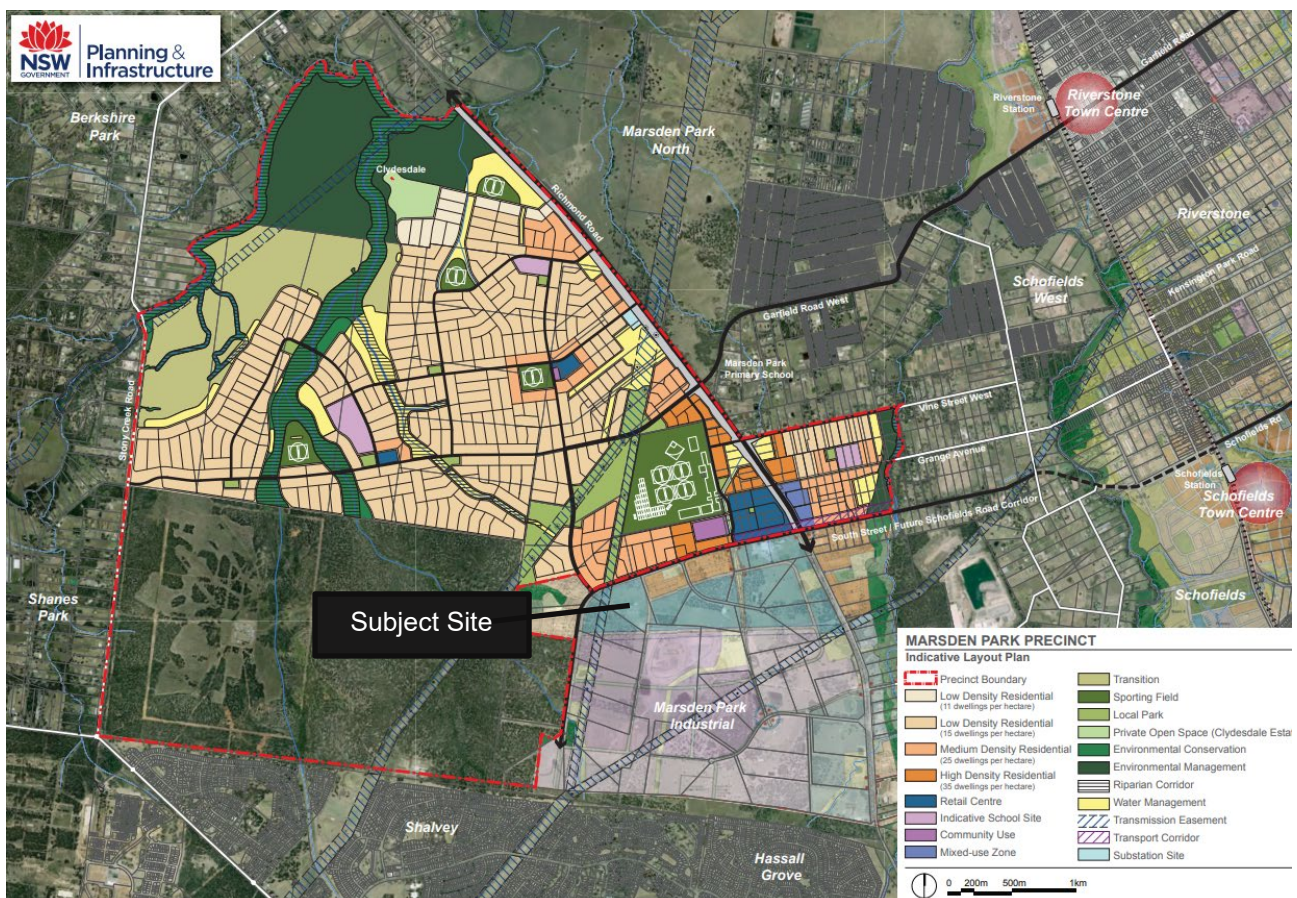 NSW
GOVERNMENT
Planning &
Infrastructure
Berkshire
Park
Clydesdale
Marsden Park
North
Richmond Road
Riverstone
Station
Riverstone
Town Centre
Garfield Road
Riverstone
Kensington Park Road
Schofields
West
Garfield Road West
Marsden Park
Primary School
Vine Street West
Grange Avenue
Schofields Rd
Schofields
Station
Schofields
Town Centre
South Street / Future Schofields Road Corridor
Stony Creek Road
Shanes
Park
Subject Site
Schofields
Marsden Park
Industrial
Shalvey
Hassall
Grove
MARSDEN PARK PRECINCT
Indicative Layout Plan
Precinct Boundary
Low Density Residential
(11 dwellings per hectare)
Low Density Residential
(15 dwellings per hectare)
Medium Density Residential
(25 dwellings per hectare)
High Density Residential
(35 dwellings per hectare)
Retail Centre
Indicative School Site
Community Use
Mixed-use Zone
Transition
Sporting Field
Local Park
Private Open Space (Clydesdale Estat
Environmental Conservation
Environmental Management
Riparian Corridor
Water Management
Transmission Easement
Transport Corridor
Substation Site
0 200m 500m 1km